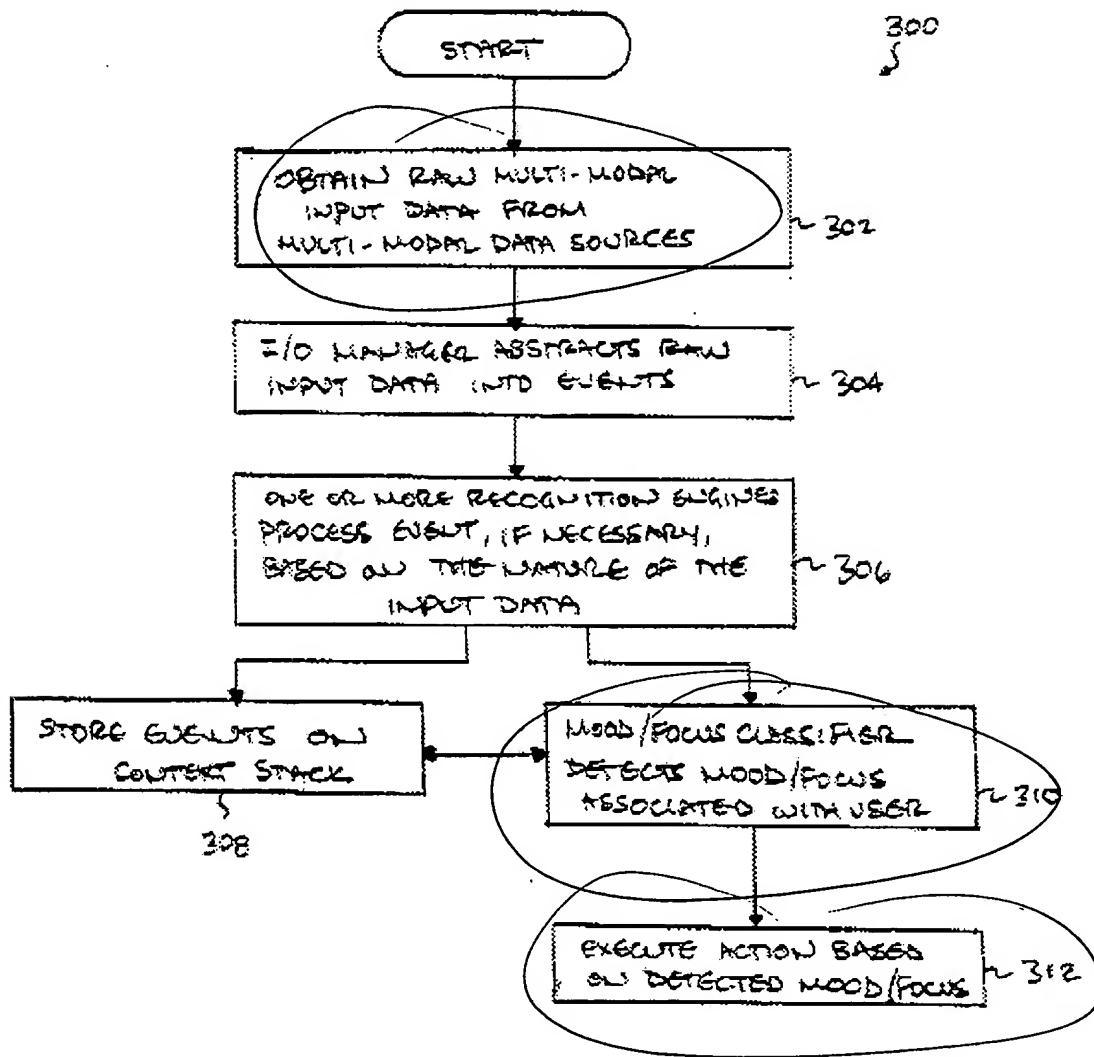 START
300
OBTAIN RAW MULTI-MODAL
INPUT DATA FROM
MULTI-MODAL DATA SOURCES
302
I/O MANAGER ABSTRACTS RAW
INPUT DATA INTO EVENTS
304
ONE OR MORE RECOGNITION ENGINES
PROCESS EVENT, IF NECESSARY,
BASED ON THE NATURE OF THE
INPUT DATA
306
STORE EVENTS ON
CONTEXT STACK
308
MOOD/FOCUS CLASSIFIER
DETECTS MOOD/FOCUS
ASSOCIATED WITH USER
310
EXECUTE ACTION BASED
ON DETECTED MOOD/FOCUS
312